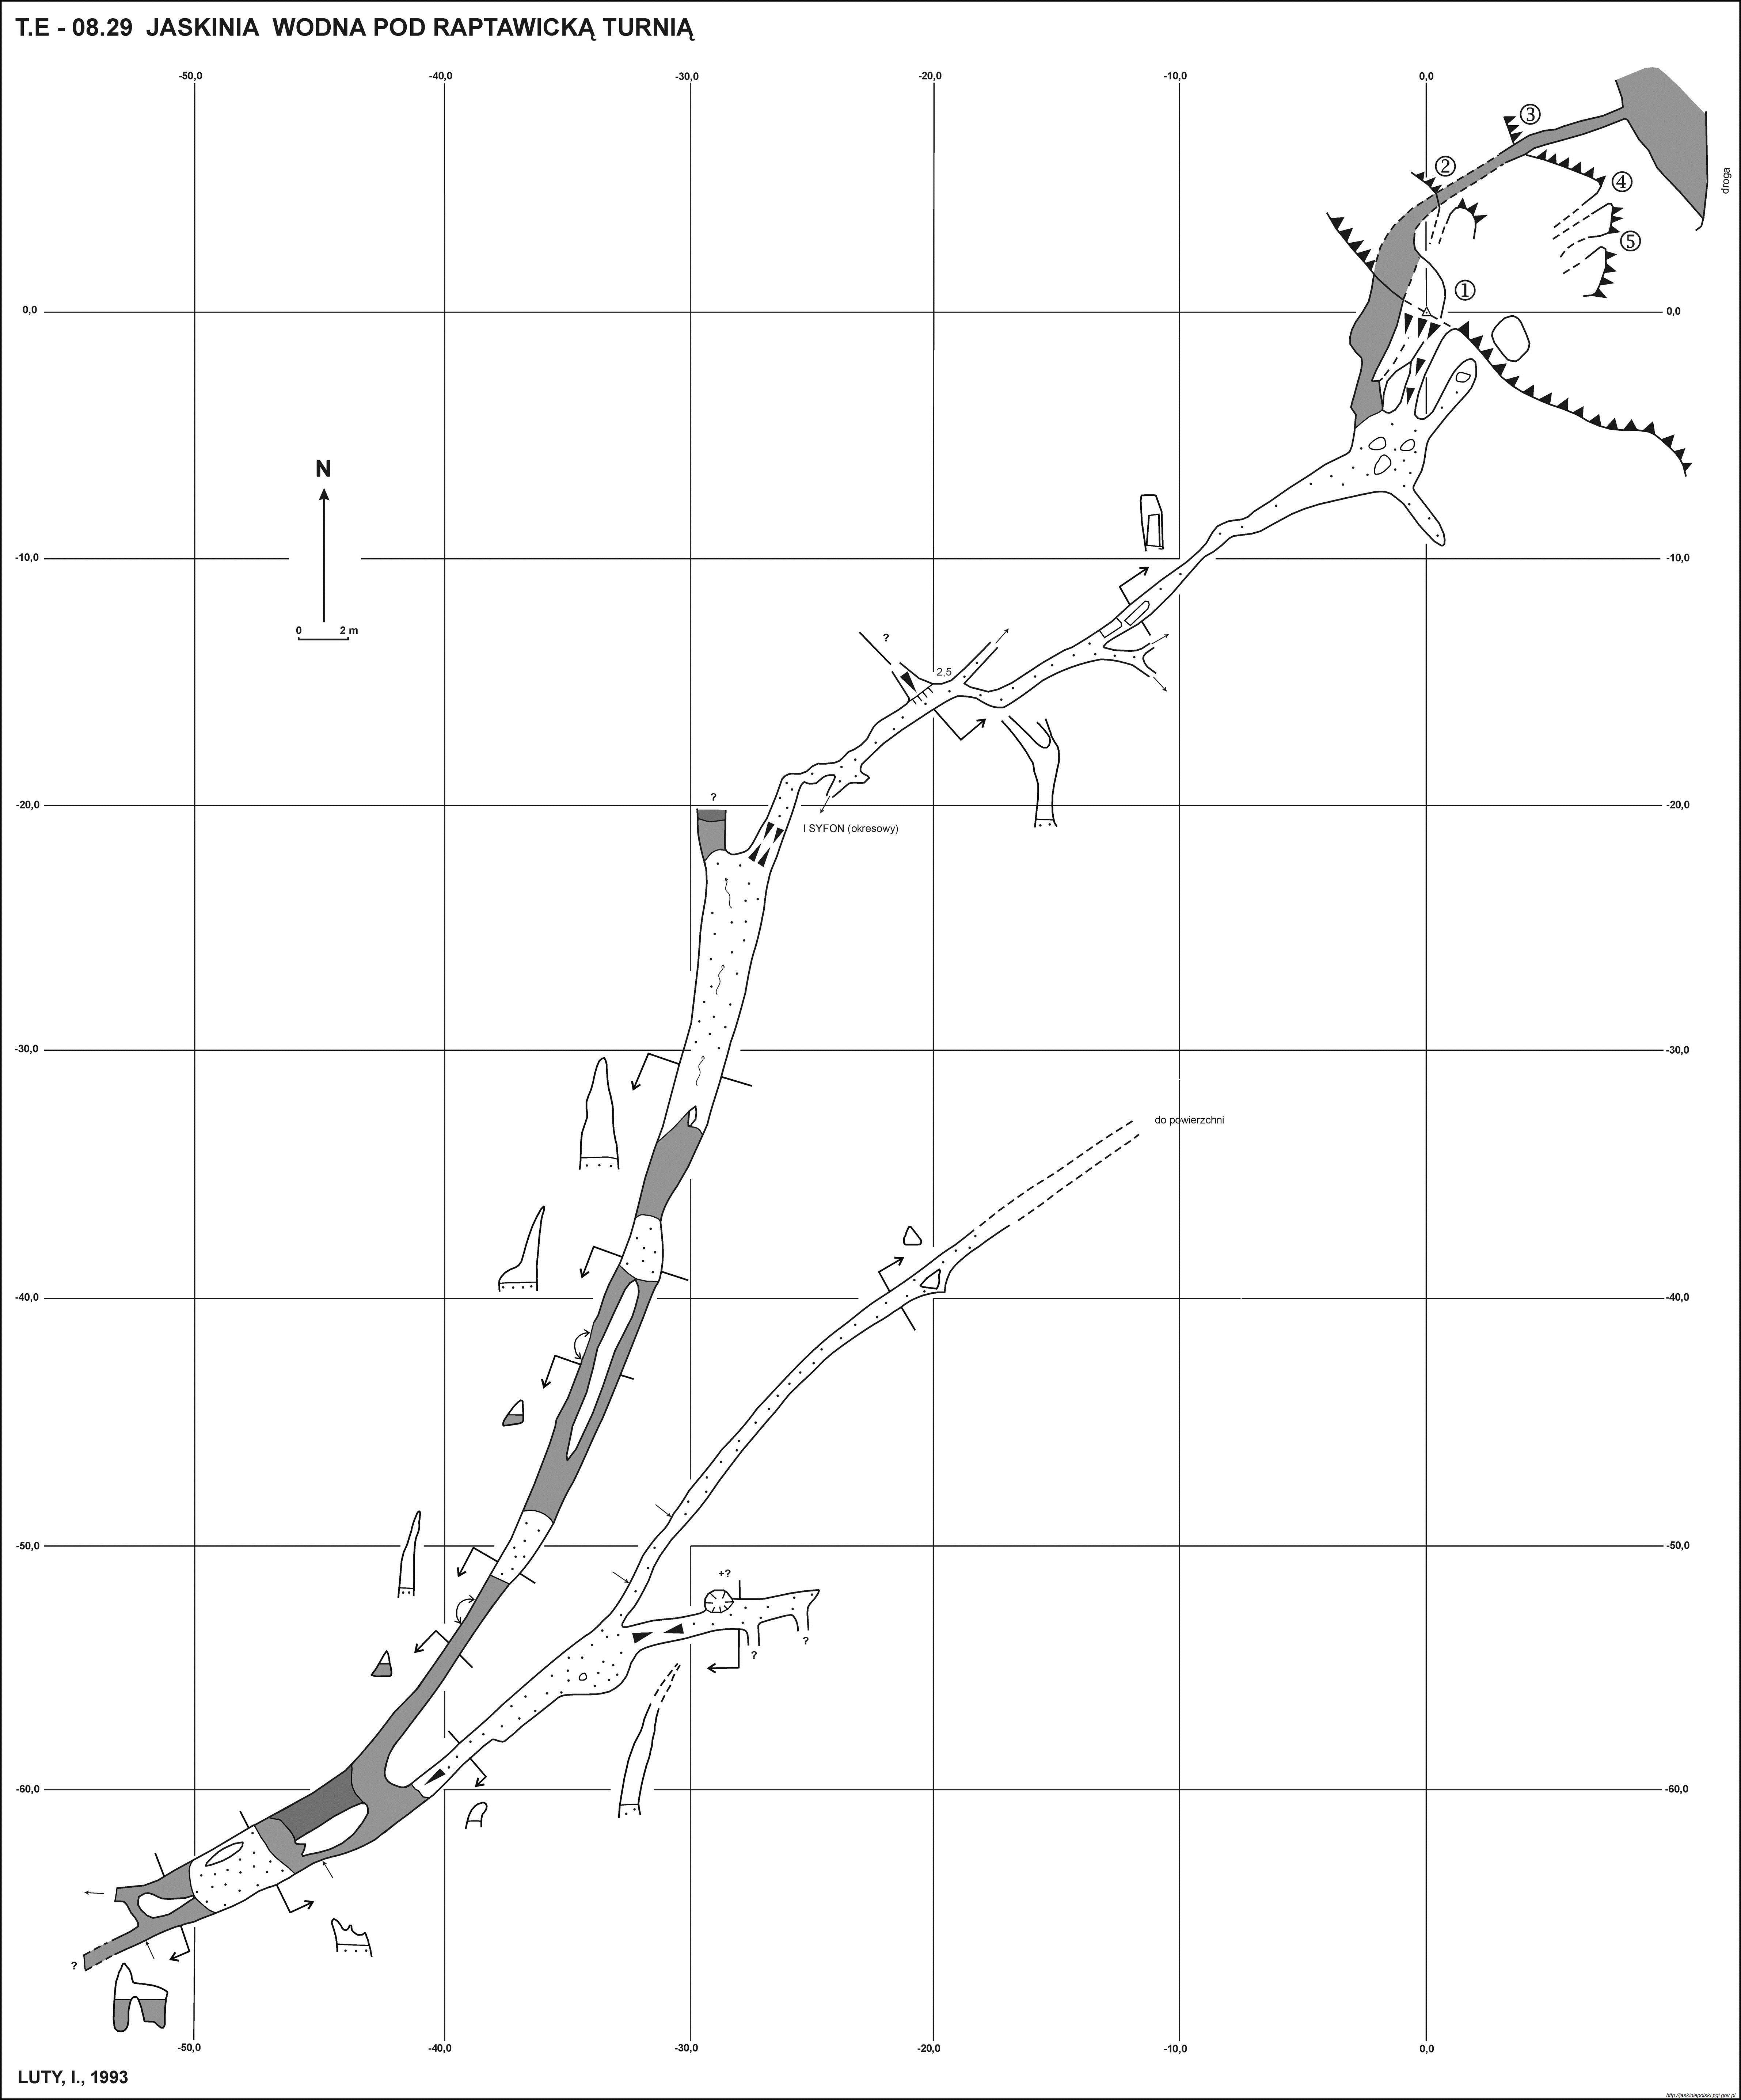 T.E - 08.29 JASKINIA WODNA POD RAPTAWICKĄ TURNIĄ
-50,0 -40,0 -30,0 -20,0 -10,0 0,0
③
②
④
droga
⑤
①
0,0 0,0
N
-10,0 -10,0
0 2 m
?
2,5
?
-20,0 -20,0
I SYFON (okresowy)
-30,0 -30,0
do powierzchni
-40,0 -40,0
-50,0 -50,0
+?
?
?
-60,0 -60,0
?
-50,0 -40,0 -30,0 -20,0 -10,0 0,0
LUTY, I., 1993
http://jaskiniepolski.pgi.gov.pl